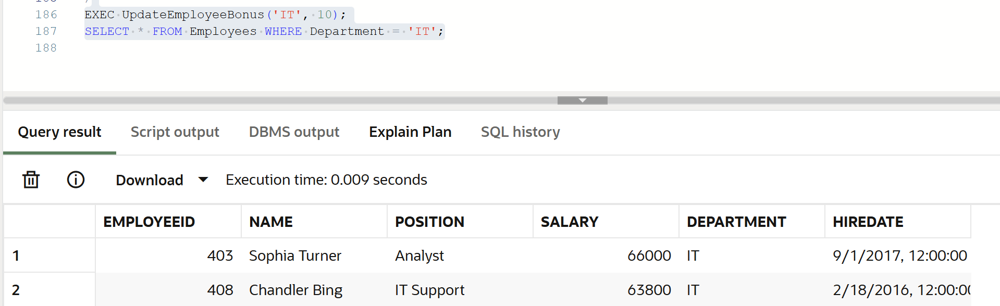 186 EXEC UpdateEmployeeBonus('IT', 10);
187 SELECT * FROM Employees WHERE Department = 'IT';
188
Query result Script output DBMS output Explain Plan SQL history
Download Execution time: 0.009 seconds
EMPLOYEEID NAME POSITION SALARY DEPARTMENT HIREDATE
1 403 Sophia Turner Analyst 66000 IT 9/1/2017, 12:00:00
2 408 Chandler Bing IT Support 63800 IT 2/18/2016, 12:00:00